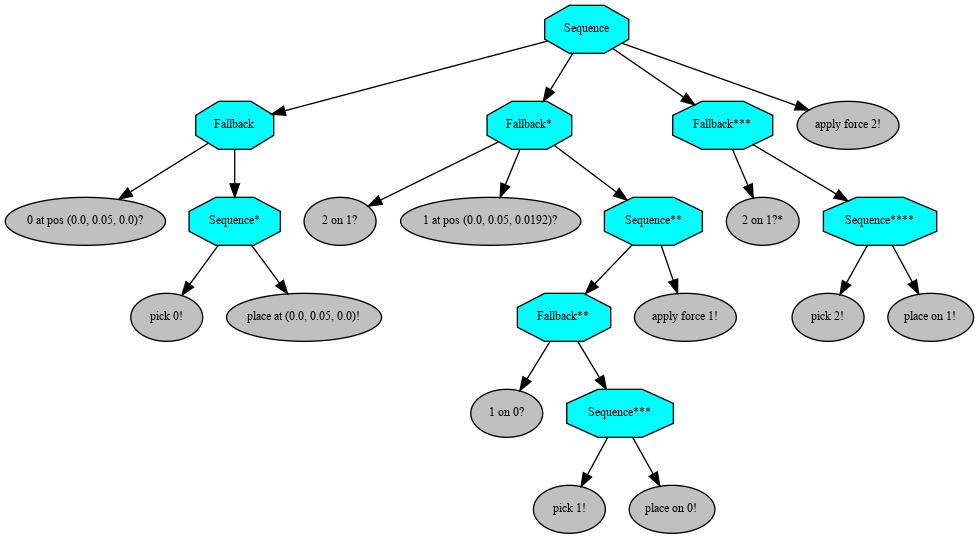 Sequence
Fallback
Fallback*
Fallback***
apply force 2!
0 at pos (0.0, 0.05, 0.0)?
Sequence*
2 on 1?
1 at pos (0.0, 0.05, 0.0192)?
Sequence**
2 on 1?*
Sequence****
pick 0!
place at (0.0, 0.05, 0.0)!
Fallback**
apply force 1!
pick 2!
place on 1!
1 on 0?
Sequence***
pick 1!
place on 0!